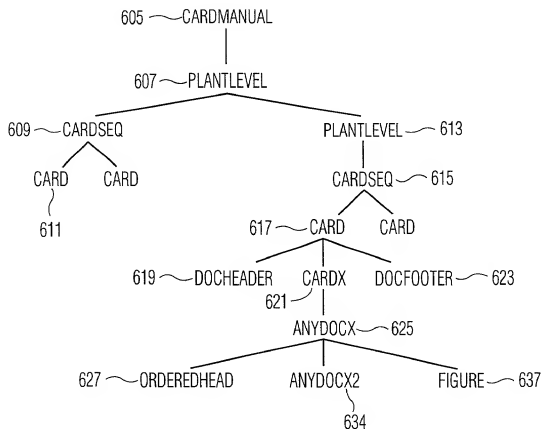 605 CARDMANUAL
607 PLANTLEVEL
609 CARDSEQ PLANTLEVEL 613
CARD CARD CARDSEQ 615
611 617 CARD CARD
619 DOCHEADER CARDX DOCFOOTER 623
621
ANYDOCX 625
627 ORDEREDHEAD ANYDOCX2 FIGURE 637
634